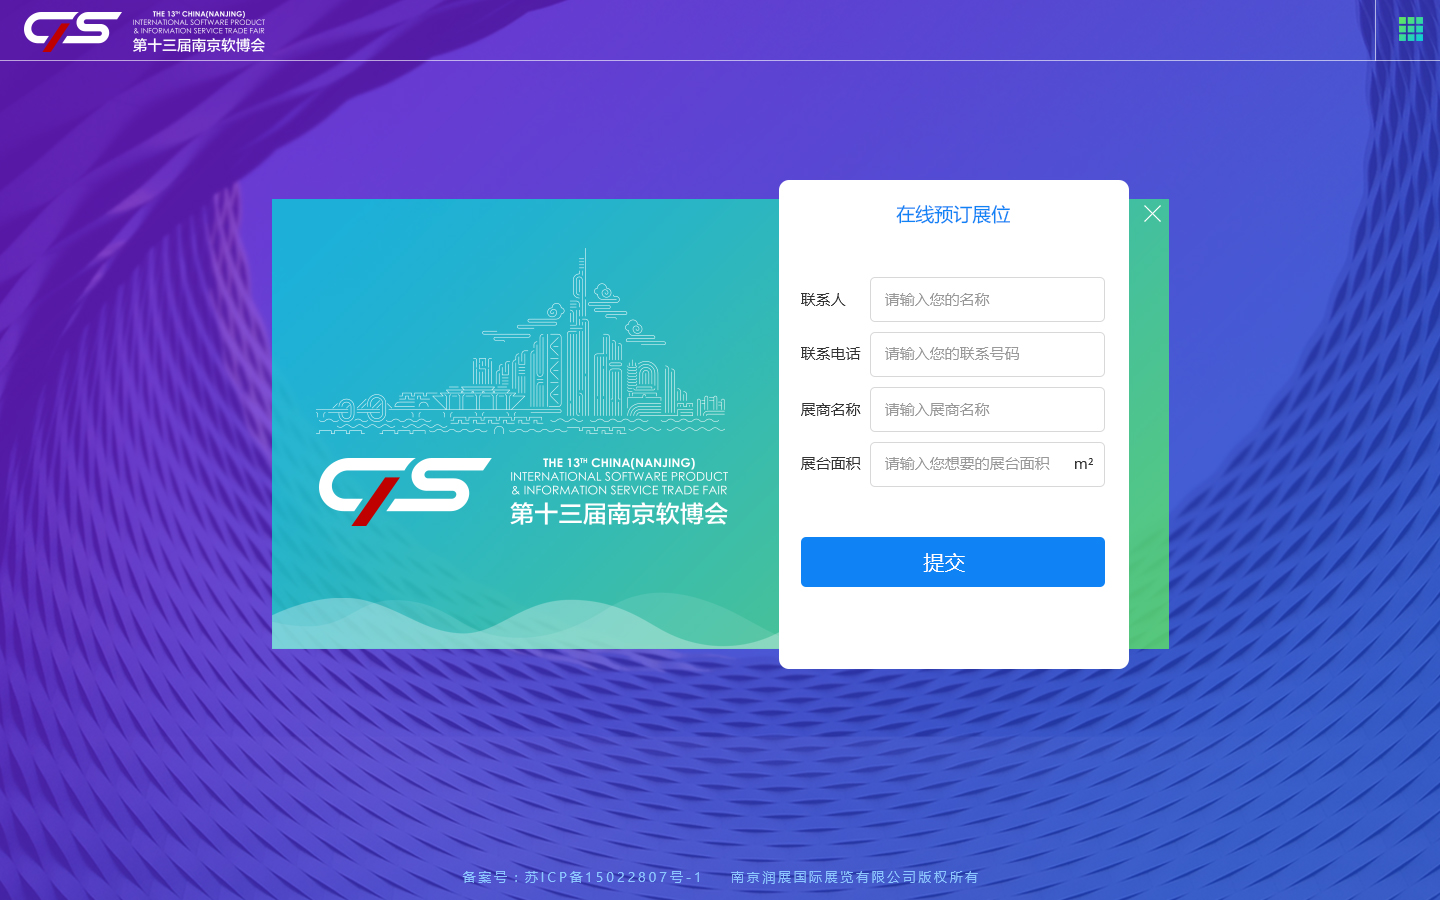 THE 13TH CHINA(NANJING)
INTERNATIONAL SOFTWARE PRODUCT
& INFORMATION SERVICE TRADE FAIR
第十三届南京软博会
THE 13TH CHINA(NANJING)
INTERNATIONAL SOFTWARE PRODUCT
& INFORMATION SERVICE TRADE FAIR
第十三届南京软博会
在线预订展位
联系人 请输入您的名称
联系电话 请输入您的联系号码
展商名称 请输入展商名称
展台面积 请输入您想要的展台面积 m²
提交
备案号：苏ICP备15022807号-1 南京润展国际展览有限公司版权所有